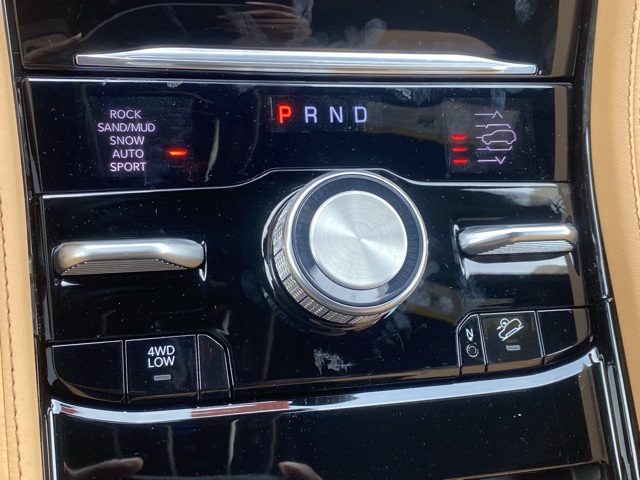 ROCK
SAND/MUD
SNOW
AUTO
SPORT
P R N D
4WD
LOW
N